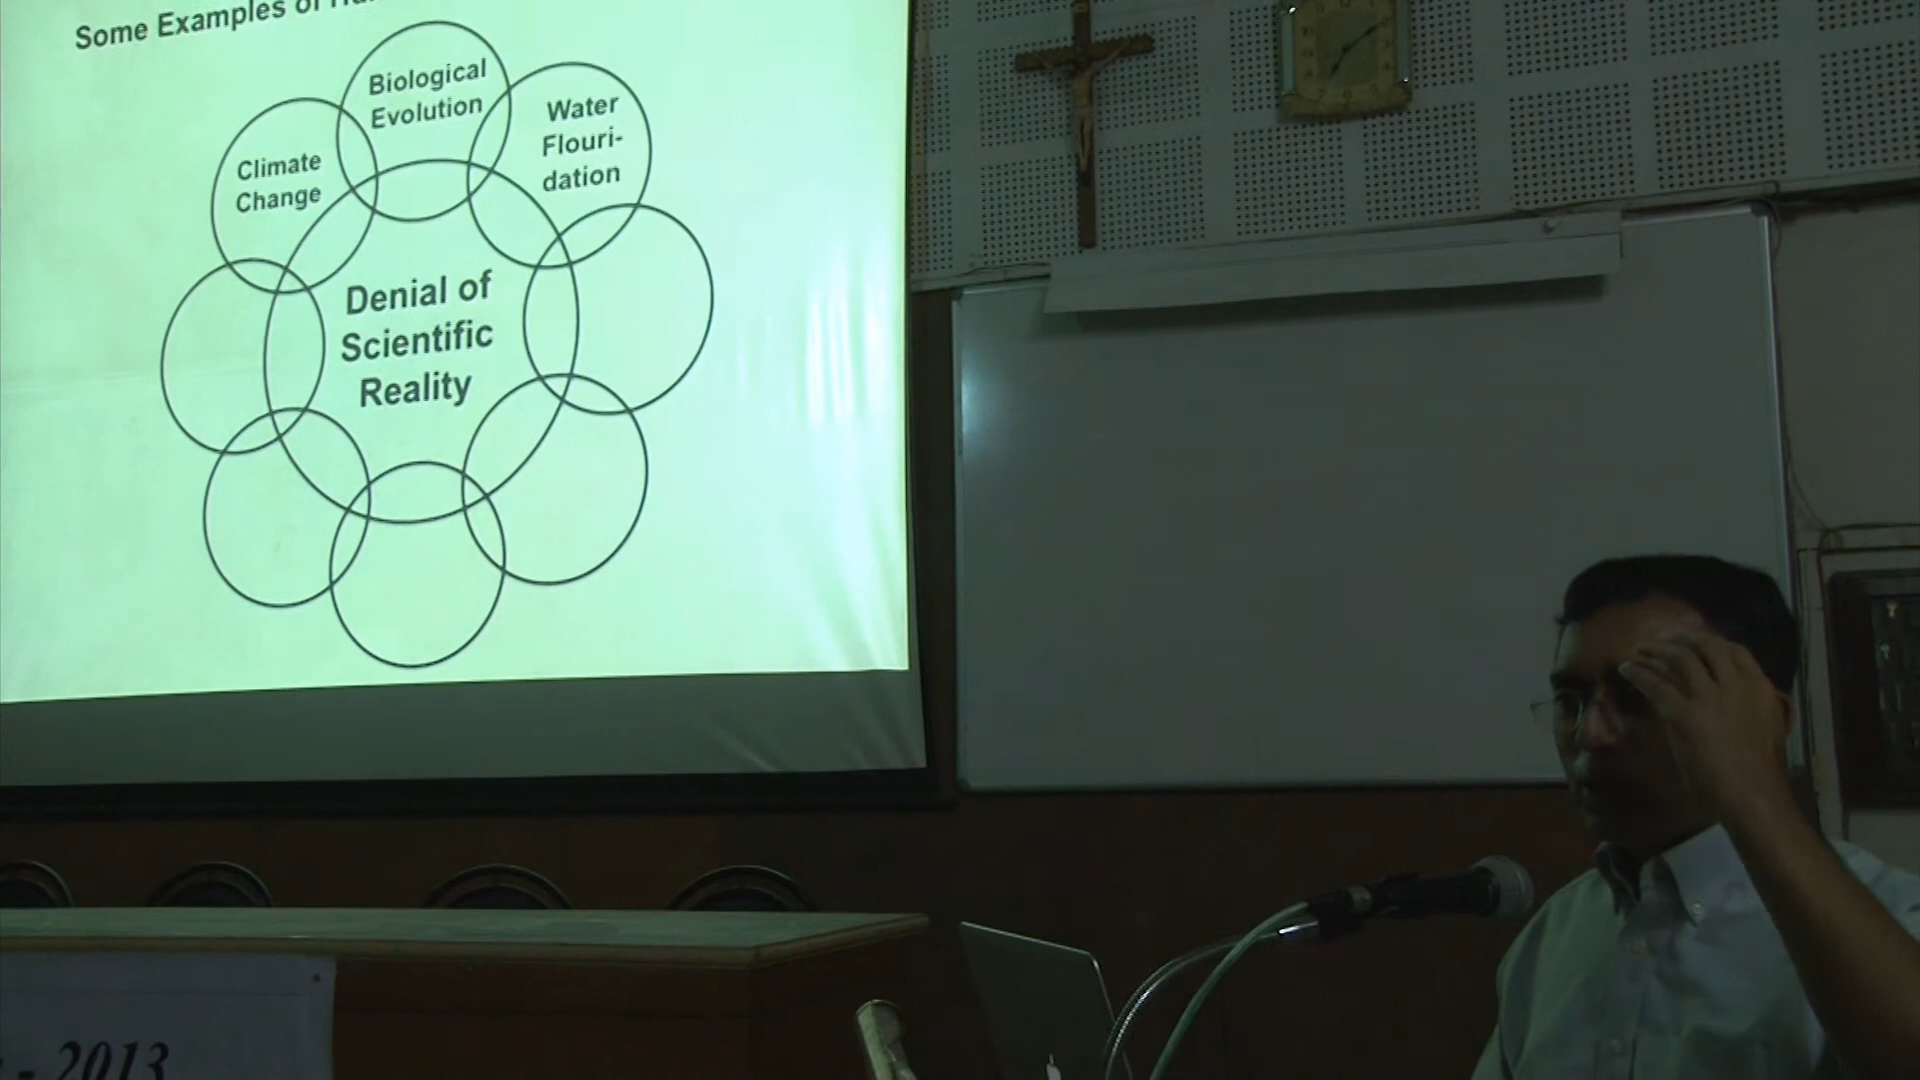 Some Examples of
Biological
Evolution
Water
Flouri-
dation
Climate
Change
Denial of
Scientific
Reality
- 2013